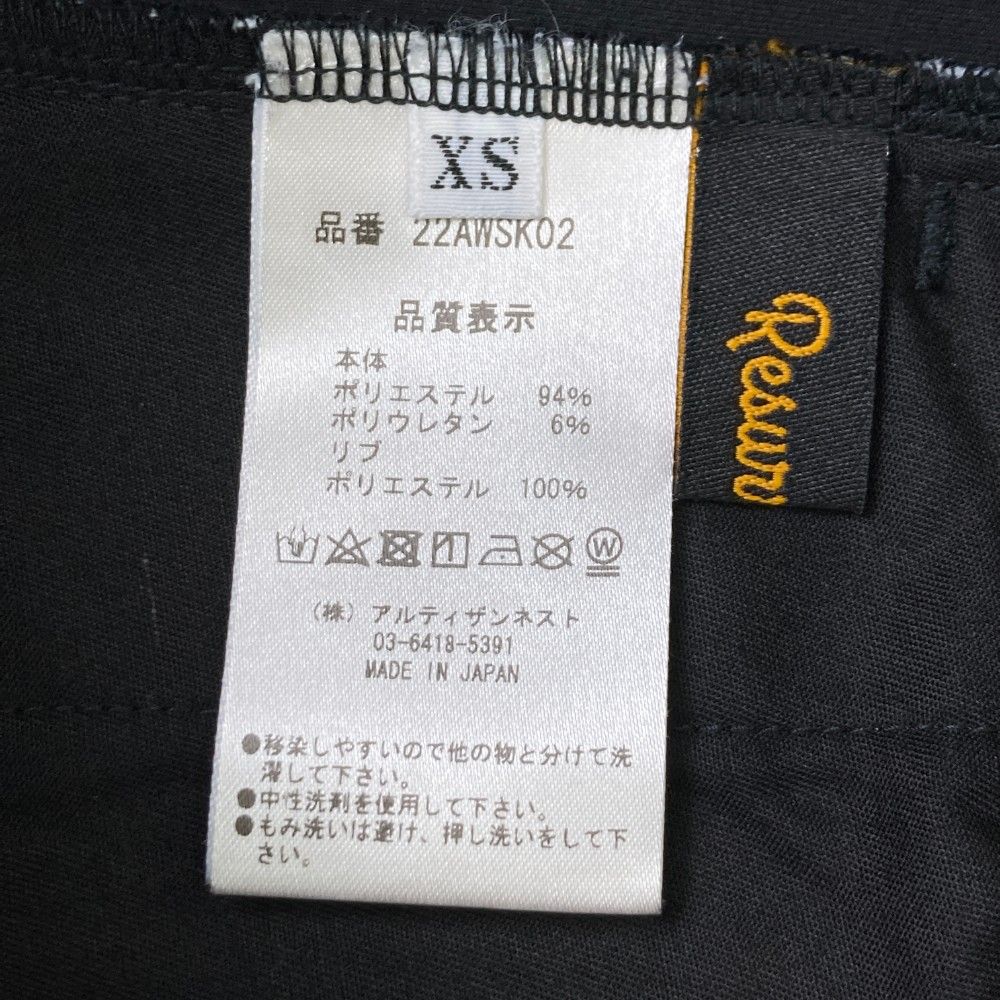 XS
品番 22AWSK02
品質表示
本体
ポリエステル 94%
ポリウレタン 6%
リブ
ポリエステル 100%
W
(株) アルティザンネスト
03-6418-5391
MADE IN JAPAN
●移染しやすいので他の物と分けて洗
濯して下さい。
●中性洗剤を使用して下さい。
●もみ洗いは避け、押し洗いをして下
さい。